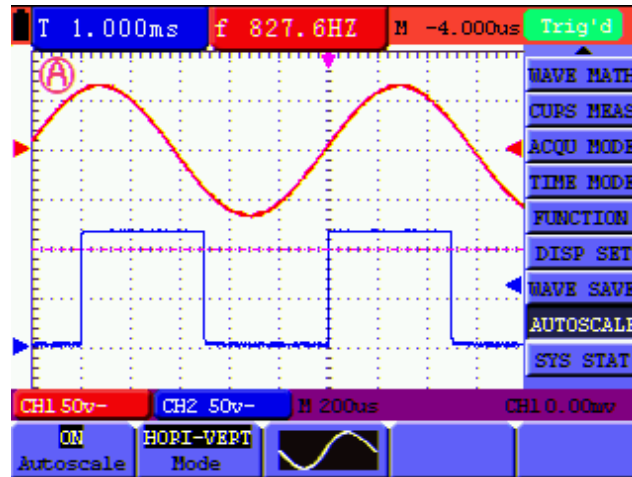 T 1.000ms f 827.6HZ M -4.000us Trig'd
A
WAVE MATH
CUPS MEAS
ACQU MODE
TIME MODE
FUNCTION
DISP SET
WAVE SAVE
AUTOSCALE
SYS STAT
CH1 50v- CH2 50v- M 200us CH1 0.00mv
ON HORI-VERT
Autoscale Mode